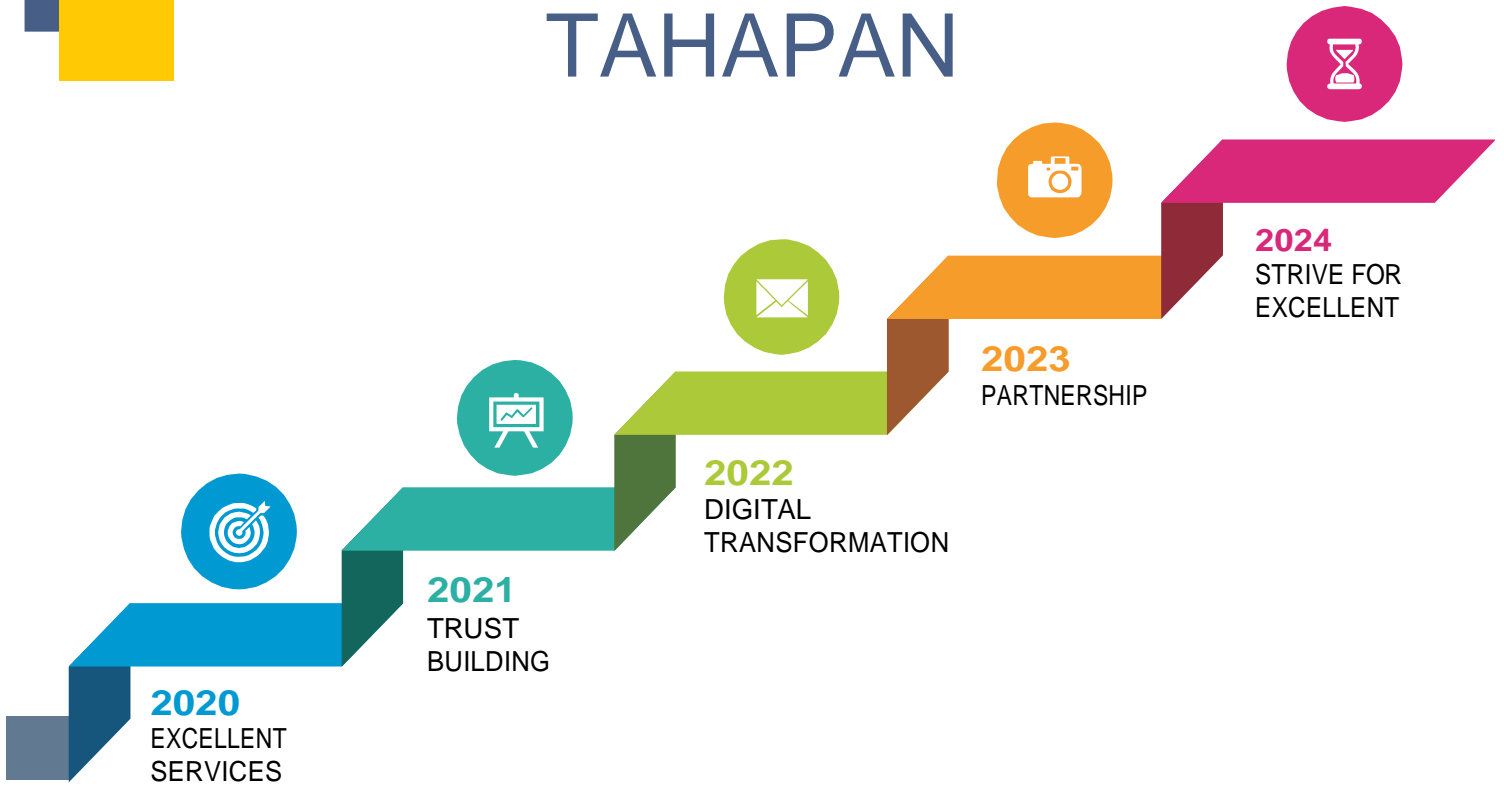 TAHAPAN
2020
EXCELLENT
SERVICES
2021
TRUST
BUILDING
2022
DIGITAL
TRANSFORMATION
2023
PARTNERSHIP
2024
STRIVE FOR
EXCELLENT